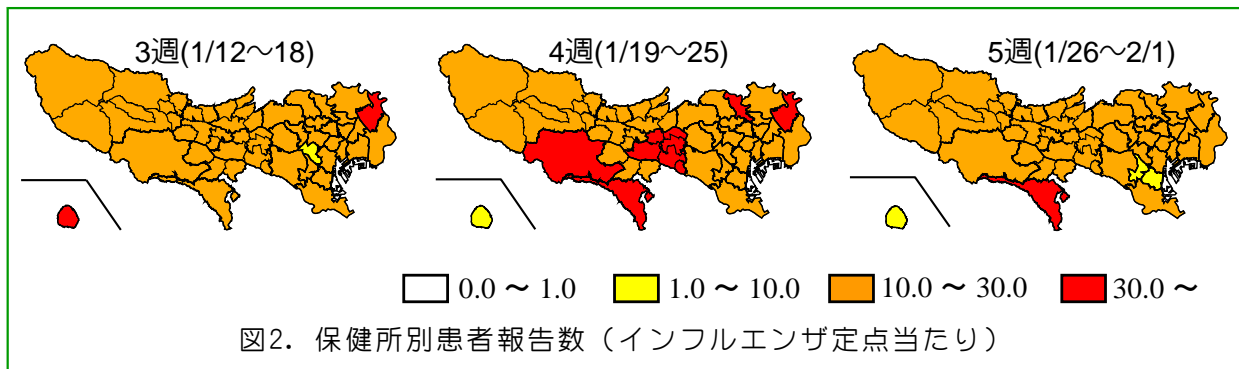 3週(1/12～18) 4週(1/19～25) 5週(1/26～2/1)
0.0 ～ 1.0 1.0 ～ 10.0 10.0 ～ 30.0 30.0 ～
図2. 保健所別患者報告数（インフルエンザ定点当たり）